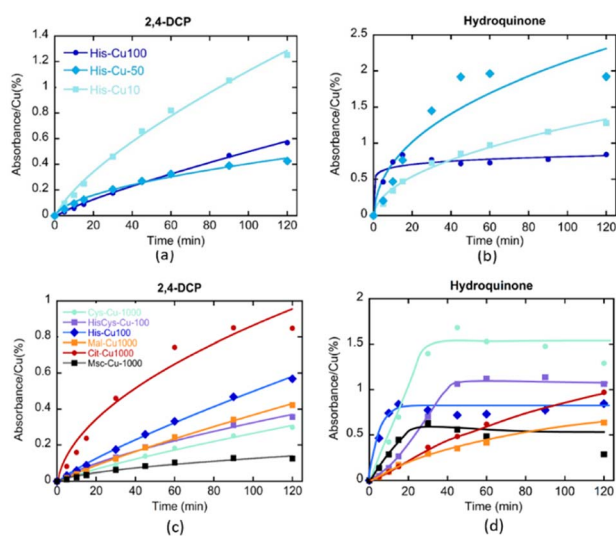 2,4-DCP
1.4
1.2
1
0.8
0.6
0.4
0.2
0
Absorbance/Cu(%)
His-Cu100
His-Cu-50
His-Cu10
0 20 40 60 80 100 120
Time (min)
(a)
Hydroquinone
2.5
2
1.5
1
0.5
0
Absorbance/Cu(%)
0 20 40 60 80 100 120
Time (min)
(b)
2,4-DCP
1
0.8
0.6
0.4
0.2
0
Absorbance/Cu(%)
Cys-Cu-1000
HisCys-Cu-100
His-Cu100
Mal-Cu1000
Cit-Cu1000
Msc-Cu-1000
0 20 40 60 80 100 120
Time (min)
(c)
Hydroquinone
2
1.5
1
0.5
0
Absorbance/Cu(%)
0 20 40 60 80 100 120
Time (min)
(d)